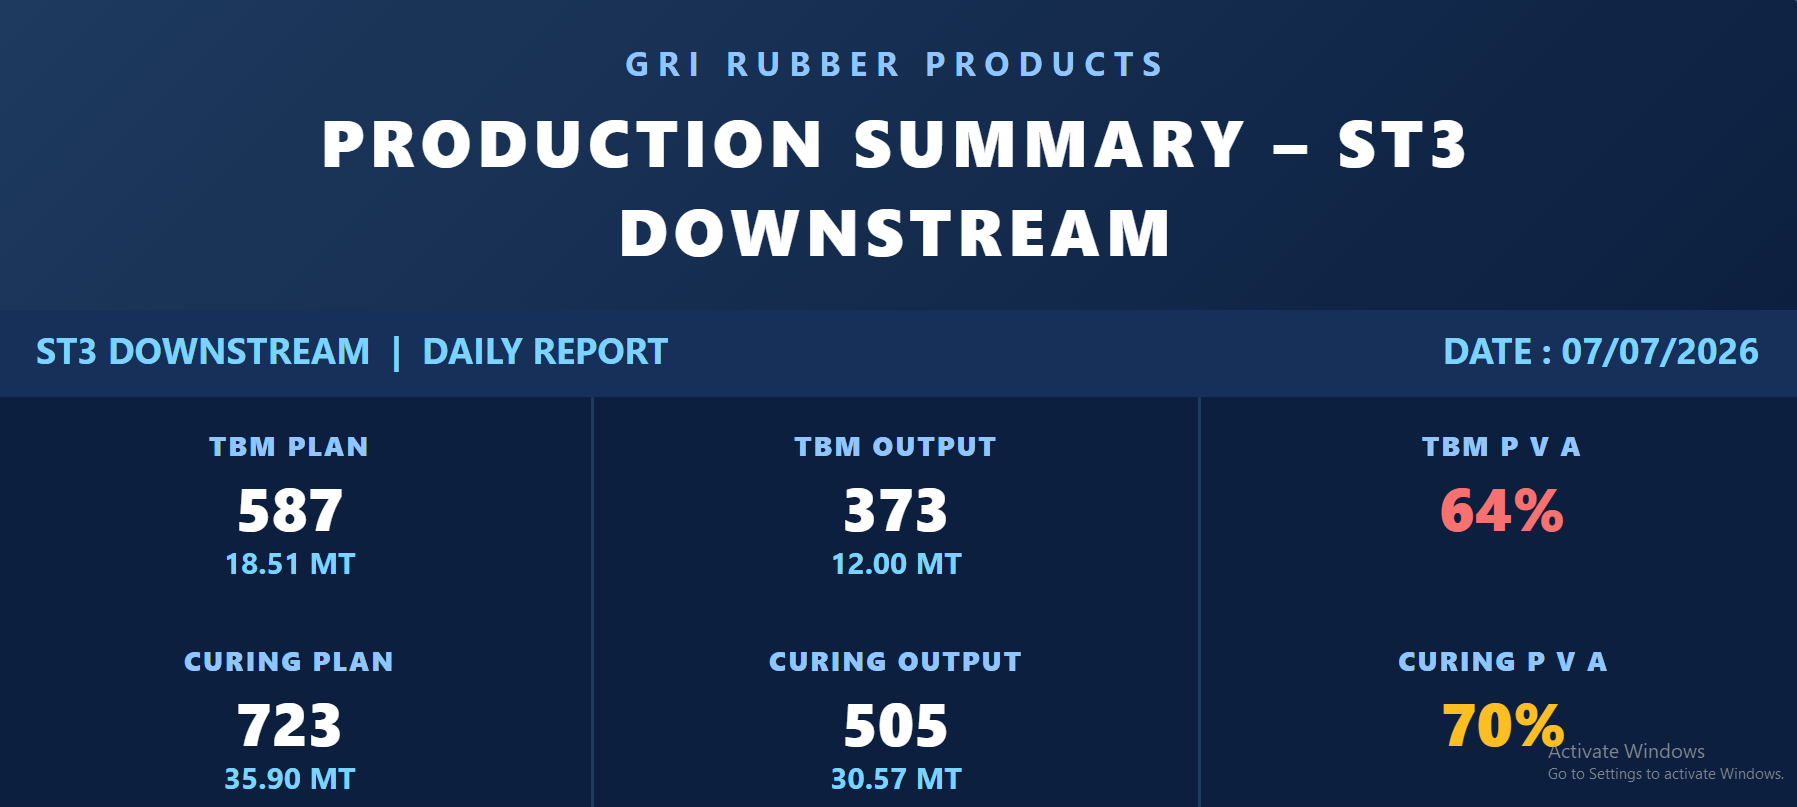 GRI RUBBER PRODUCTS
PRODUCTION SUMMARY – ST3
DOWNSTREAM
ST3 DOWNSTREAM | DAILY REPORT
DATE : 07/07/2026
TBM PLAN
587
18.51 MT
TBM OUTPUT
373
12.00 MT
TBM P V A
64%
CURING PLAN
723
35.90 MT
CURING OUTPUT
505
30.57 MT
CURING P V A
70%
Activate Windows
Go to Settings to activate Windows.